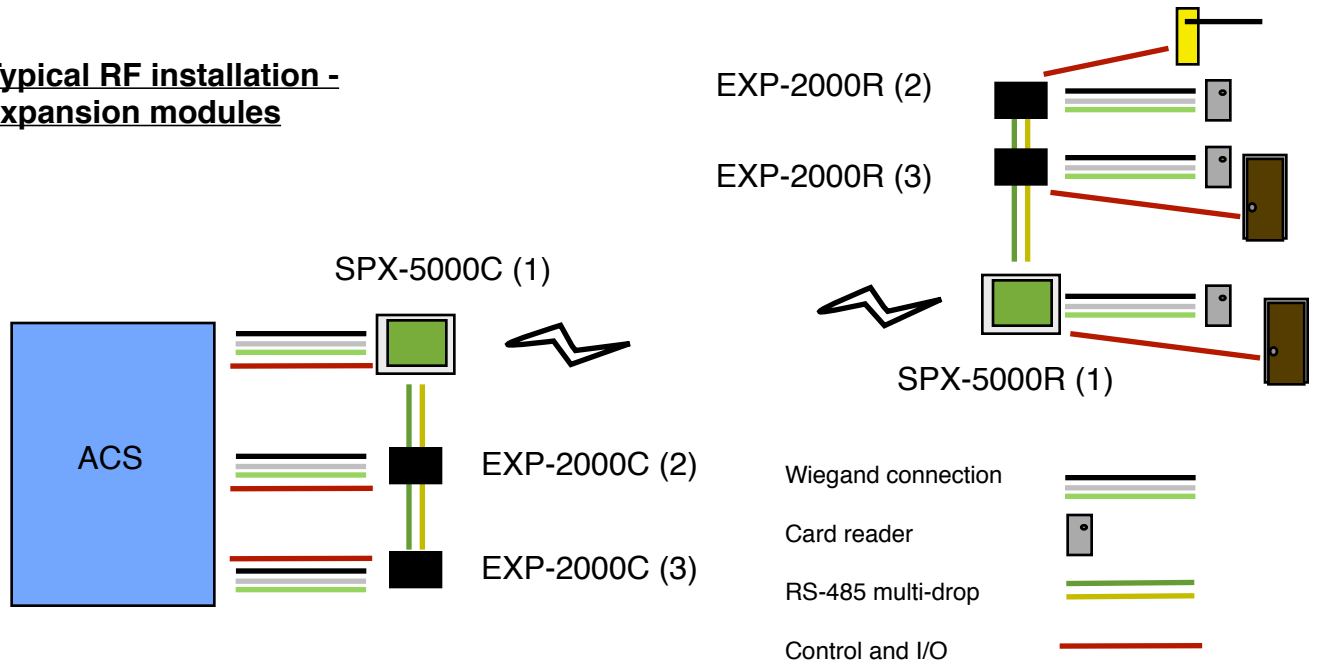 ypical RF installation -
xpansion modules
EXP-2000R (2)
EXP-2000R (3)
SPX-5000C (1)
SPX-5000R (1)
ACS
EXP-2000C (2)
EXP-2000C (3)
Wiegand connection
Card reader
RS-485 multi-drop
Control and I/O